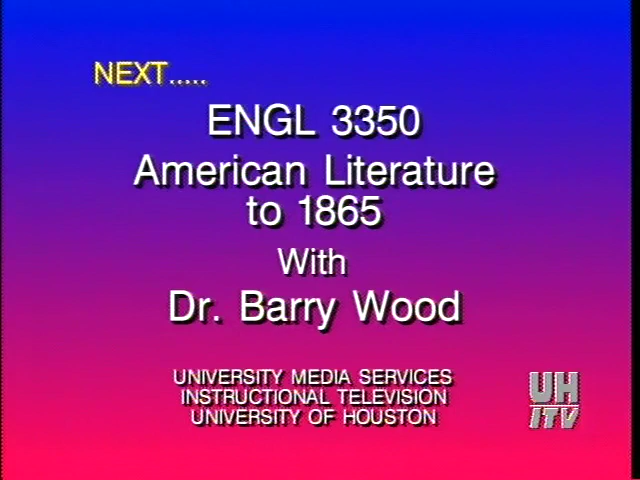 NEXT.....
ENGL 3350
American Literature
to 1865
With
Dr. Barry Wood
UNIVERSITY MEDIA SERVICES
INSTRUCTIONAL TELEVISION
UNIVERSITY OF HOUSTON
UH
ITV